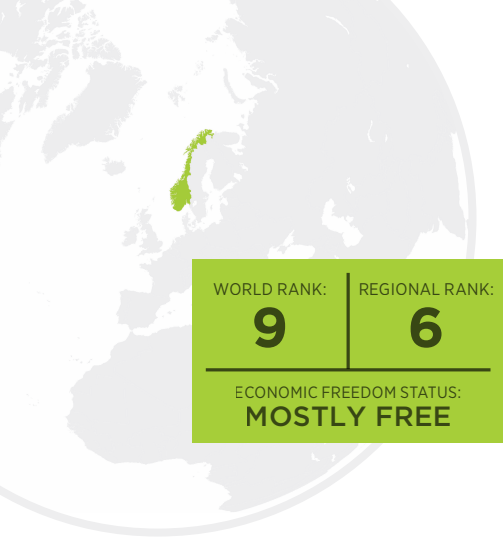 WORLD RANK:
9
REGIONAL RANK:
6
ECONOMIC FREEDOM STATUS:
MOSTLY FREE